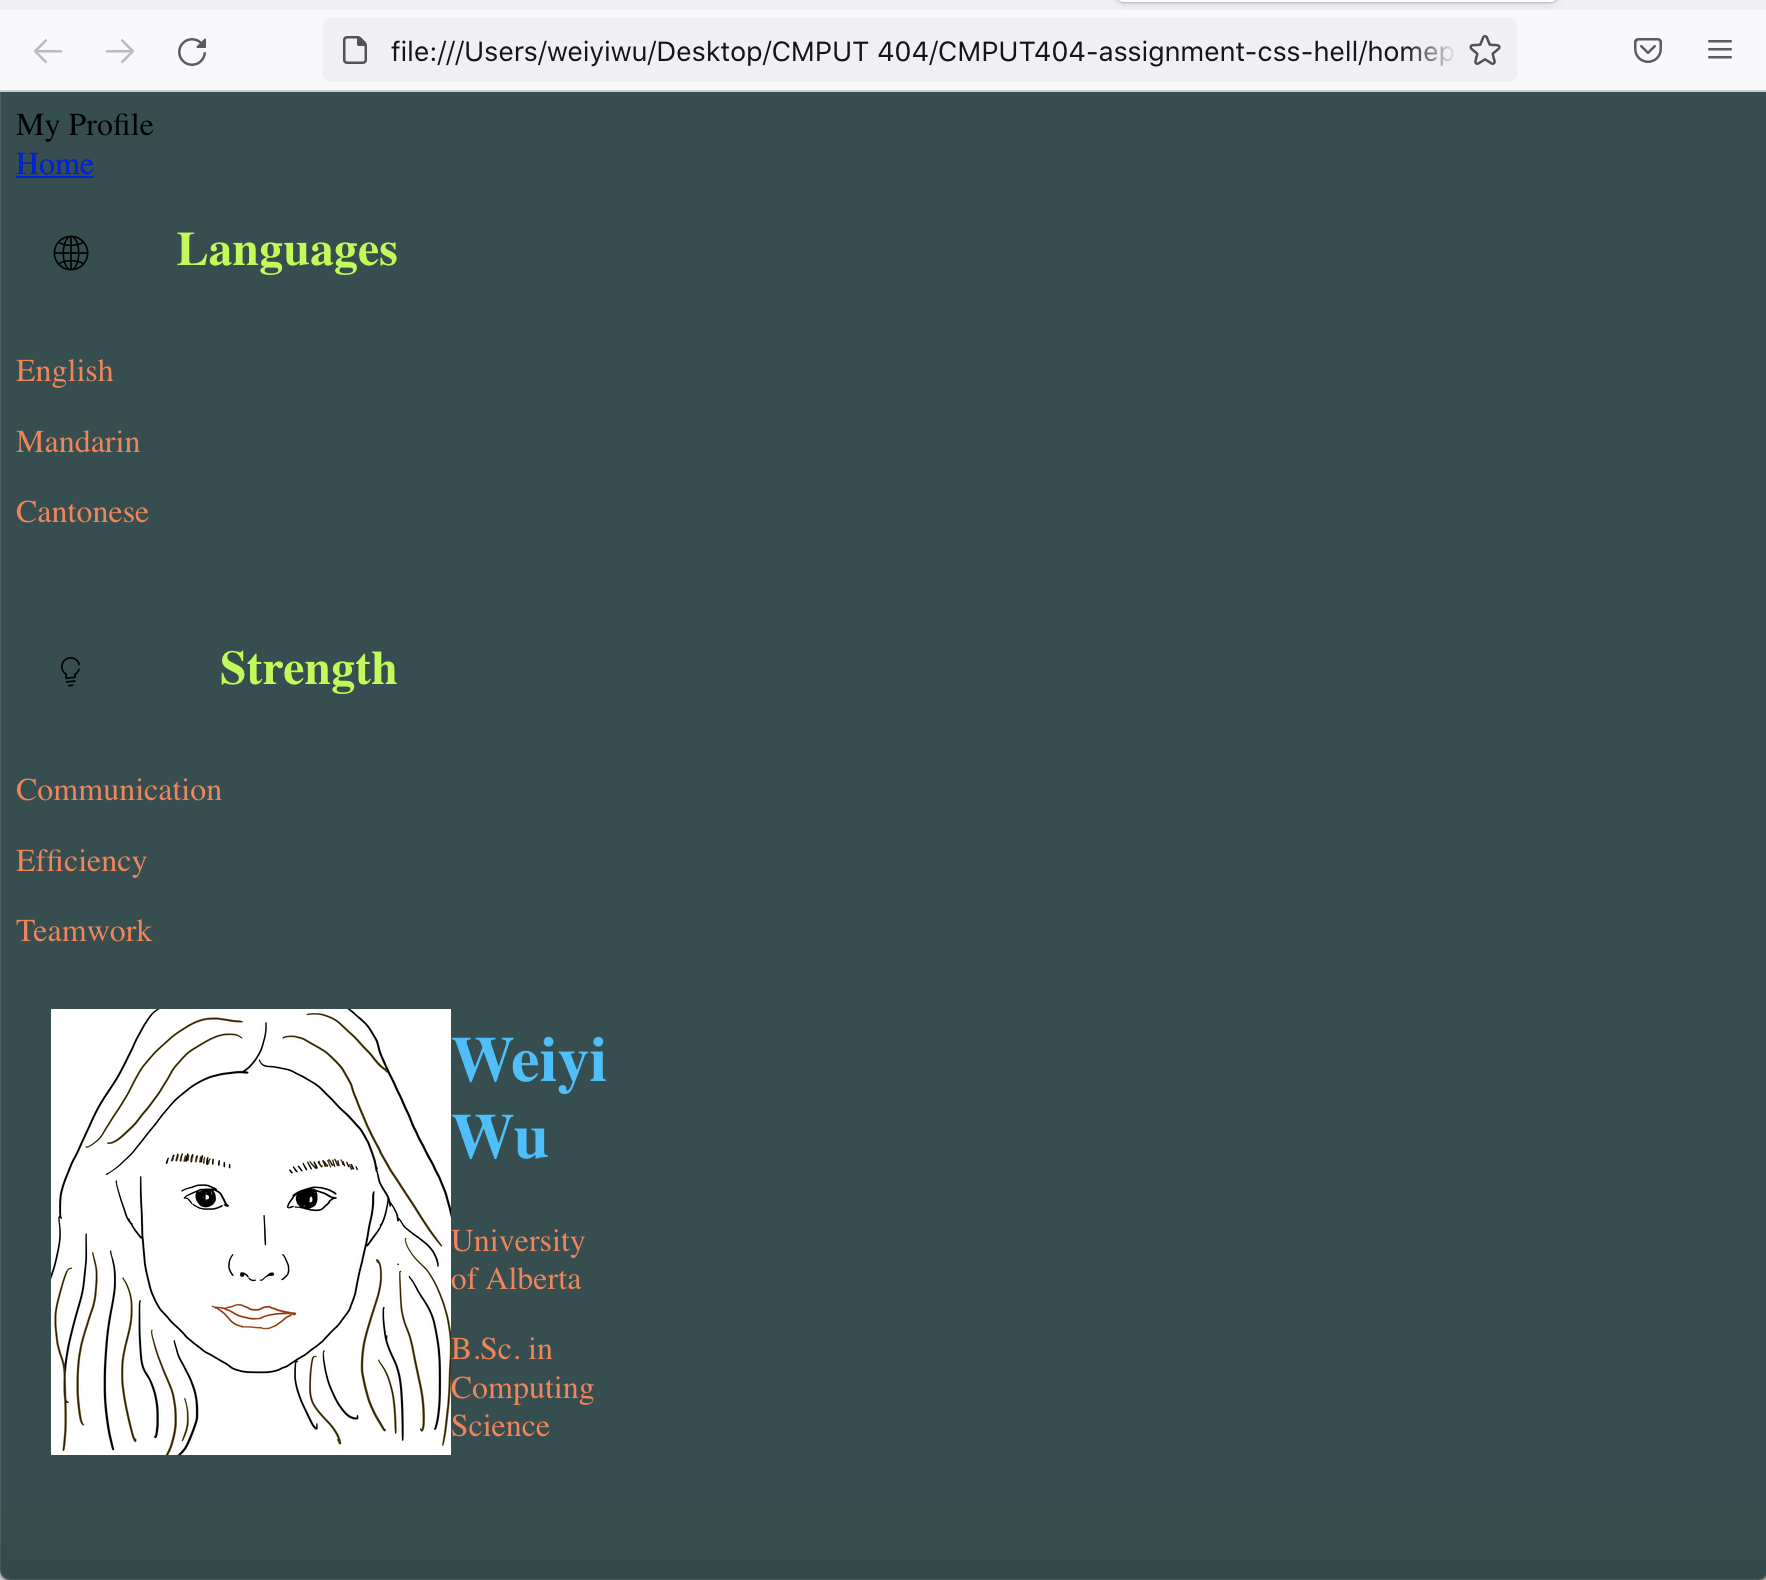 file:///Users/weiyiwu/Desktop/CMPUT 404/CMPUT404-assignment-css-hell/homep
My Profile
Home
Languages
English
Mandarin
Cantonese
Strength
Communication
Efficiency
Teamwork
Weiyi
Wu
University
of Alberta
B.Sc. in
Computing
Science